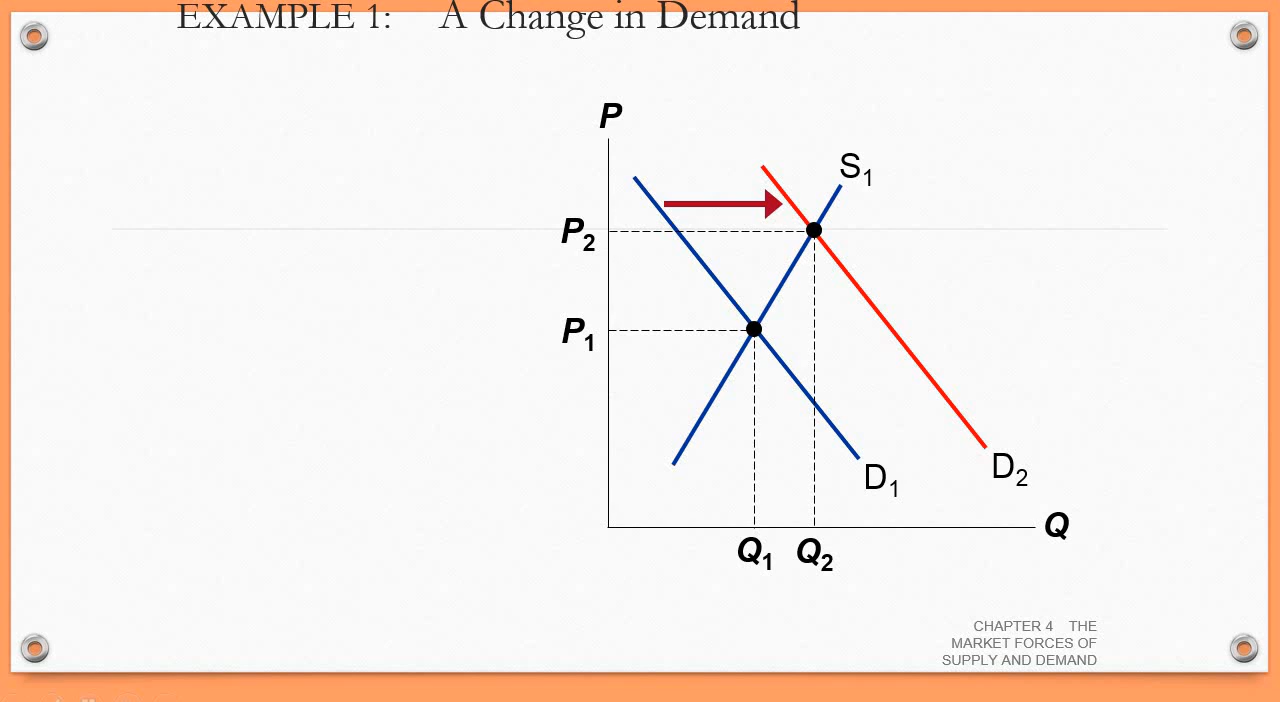 EXAMPLE 1: A Change in Demand
P
S1
P2
P1
D1
D2
Q
Q1 Q2
CHAPTER 4 THE
MARKET FORCES OF
SUPPLY AND DEMAND